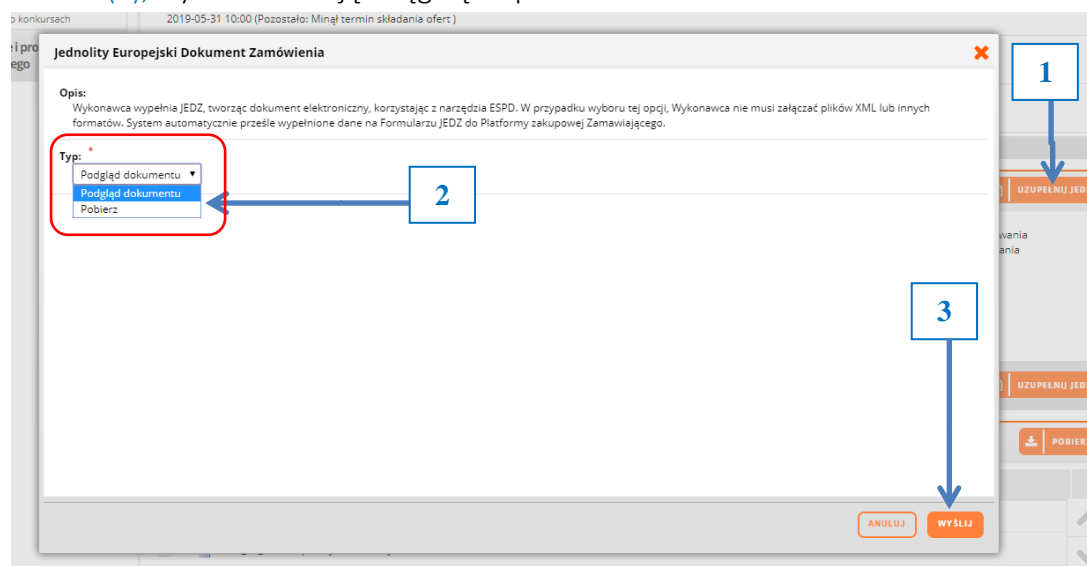 o konkursach
2019-05-31 10:00 (Pozostało: Minął termin składania ofert )
i pro
ego
Jednolity Europejski Dokument Zamówienia
1
Opis:
Wykonawca wypełnia JEDZ, tworząc dokument elektroniczny, korzystając z narzędzia ESPD. W przypadku wyboru tej opcji, Wykonawca nie musi załączać plików XML lub innych
formatów. System automatycznie prześle wypełnione dane na Formularzu JEDZ do Platformy zakupowej Zamawiającego.
Typ: *
Podgląd dokumentu
Podgląd dokumentu
Pobierz
2
UZUPEŁNIJ JED
wania
ania
3
UZUPEŁNIJ JED
POBIER
ANULUJ
WYŚLIJ